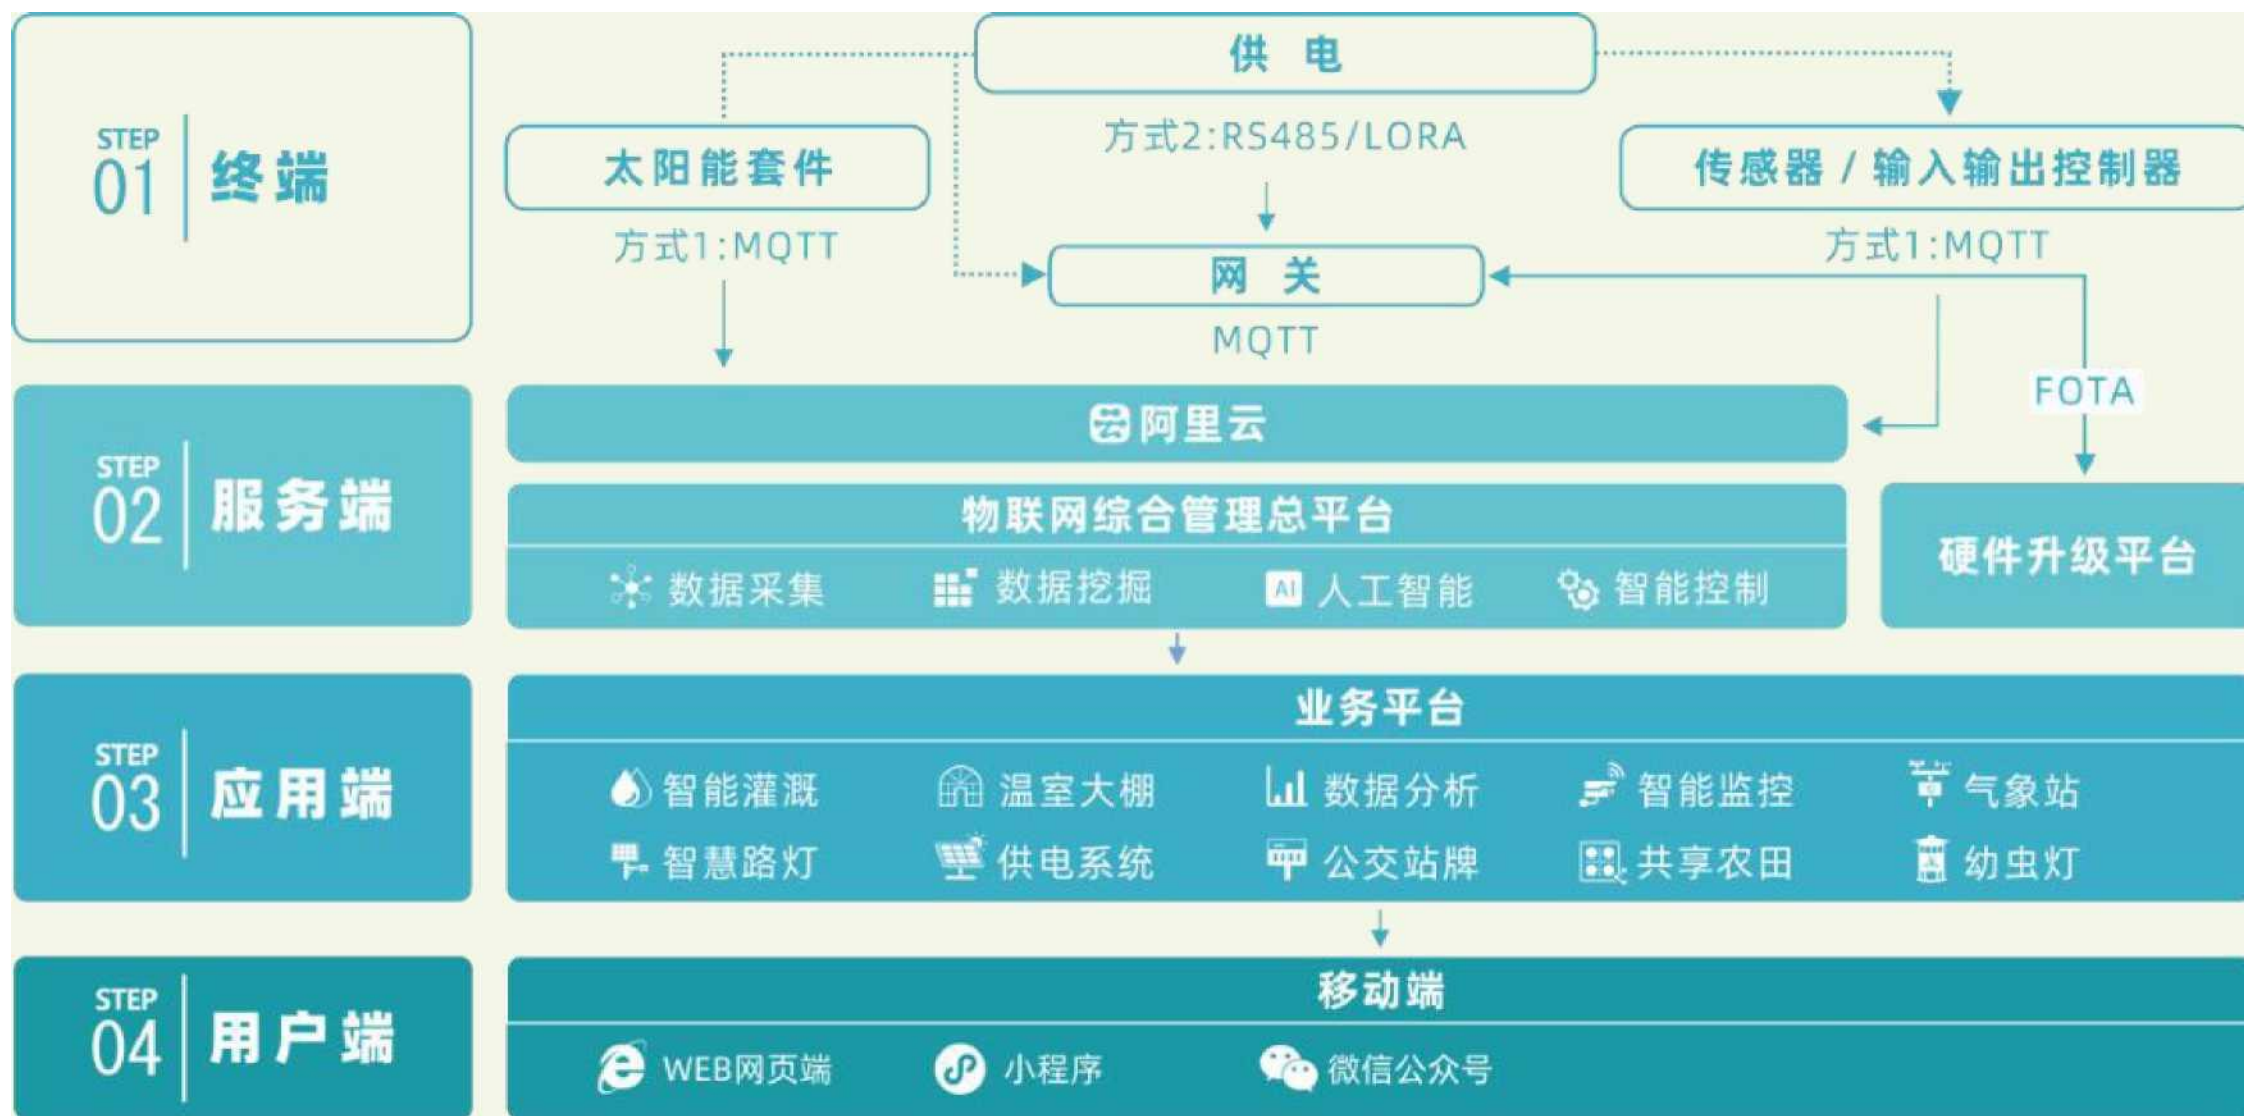 STEP
01
终端
供电
方式2:RS485/LORA
太阳能套件
传感器/输入输出控制器
方式1:MQTT
方式1:MQTT
网关
MQTT
FOTA
STEP
02
服务端
阿里云
物联网综合管理总平台
数据采集 数据挖掘 AI 人工智能 智能控制
硬件升级平台
STEP
03
应用端
业务平台
智能灌溉 温室大棚 数据分析 智能监控 气象站
智慧路灯 供电系统 公交站牌 共享农田 幼虫灯
STEP
04
用户端
移动端
WEB网页端 小程序 微信公众号